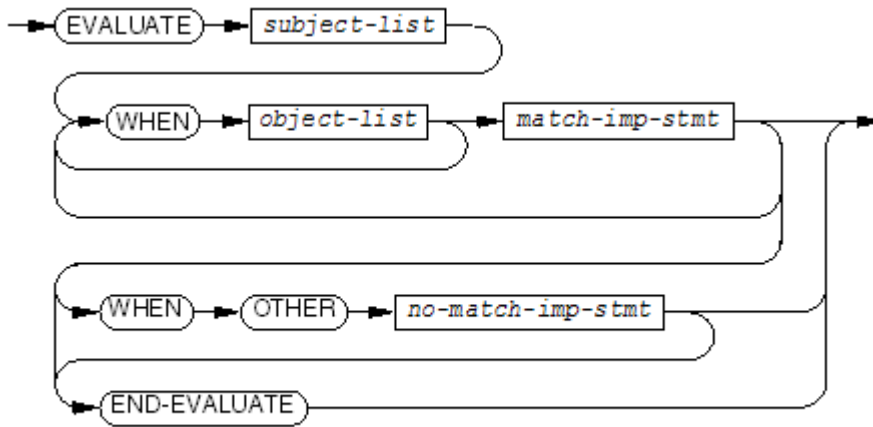 EVALUATE subject-list
WHEN object-list match-imp-stmt
WHEN OTHER no-match-imp-stmt
END-EVALUATE